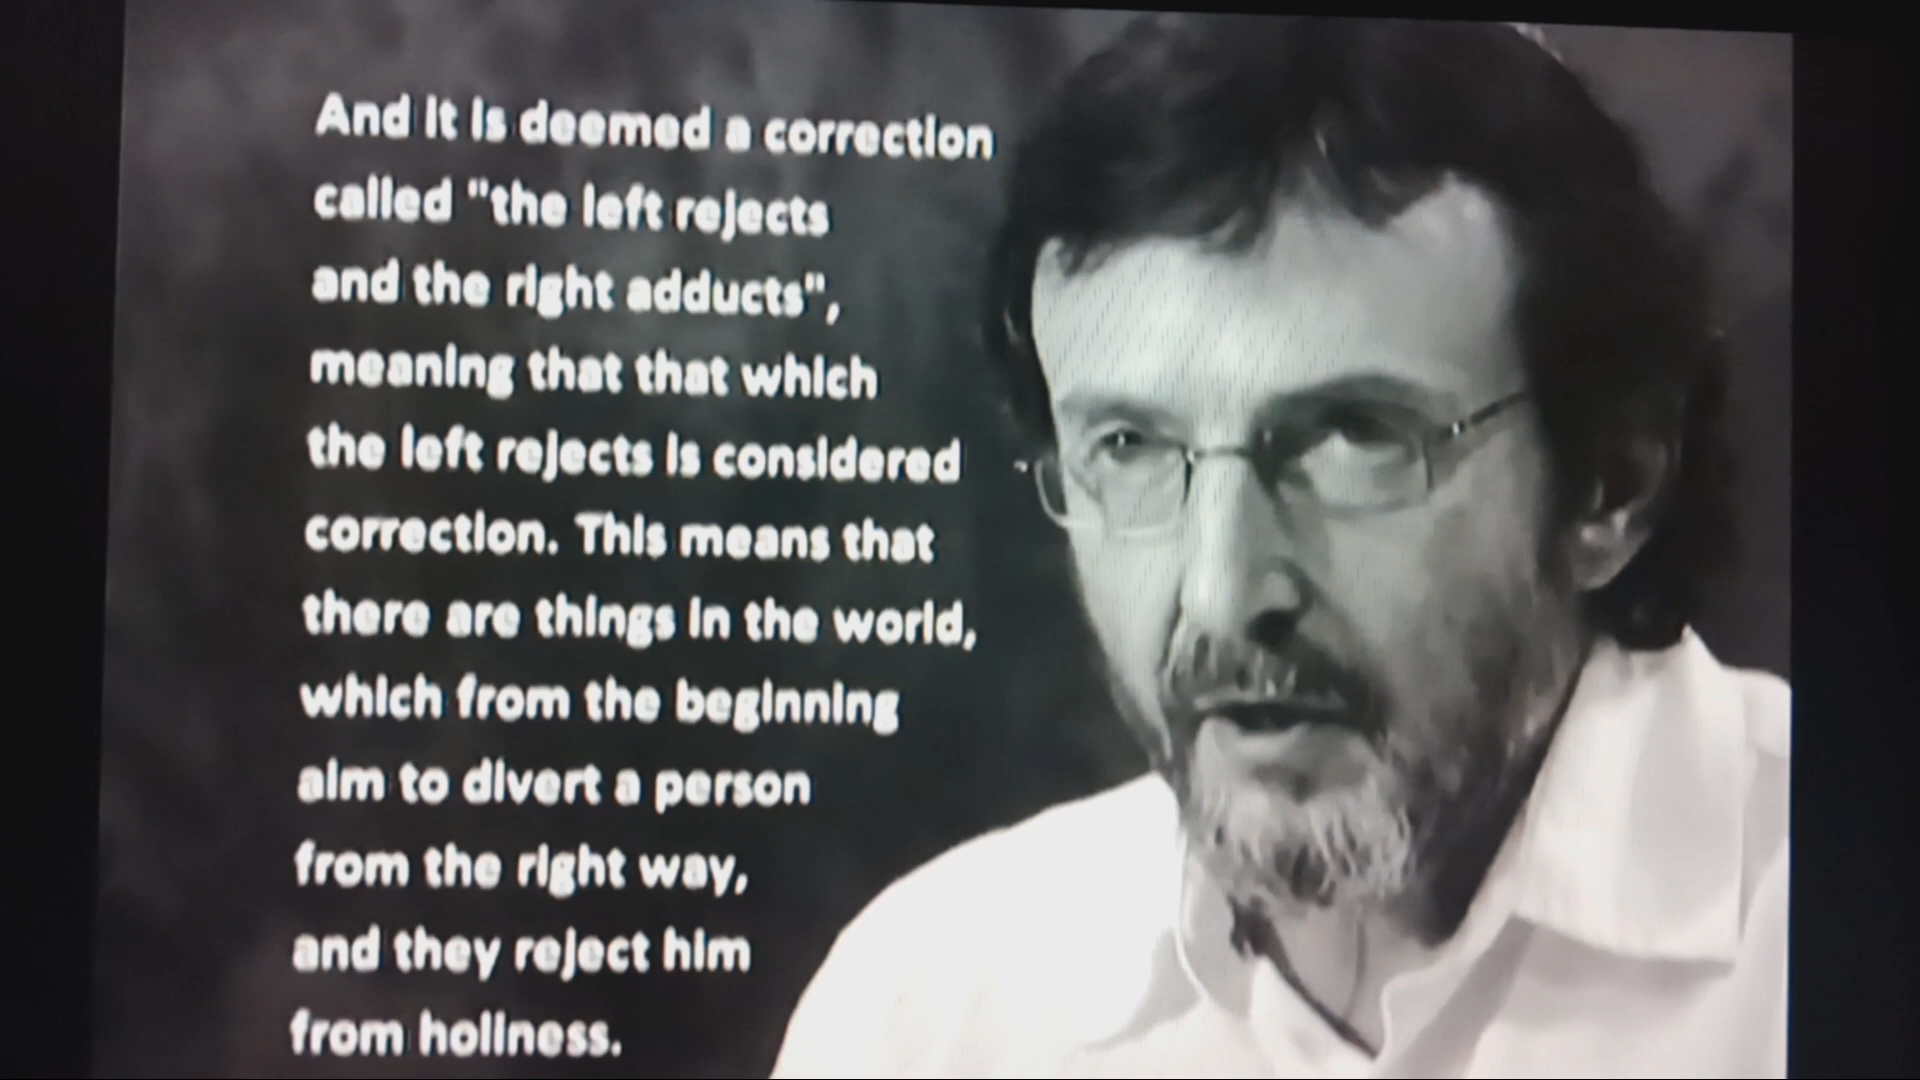 And it is deemed a correction
called "the left rejects
and the right adducts",
meaning that that which
the left rejects is considered
correction. This means that
there are things in the world,
which from the beginning
aim to divert a person
from the right way,
and they reject him
from holiness.